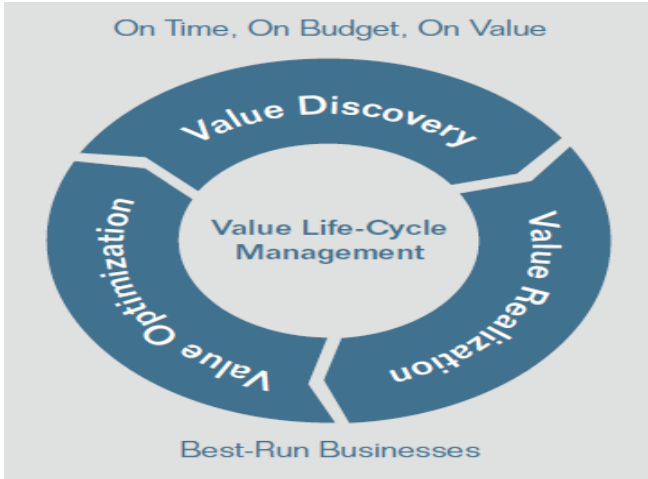 On Time, On Budget, On Value
Value Discovery
Value Realization
Value Optimization
Value Life-Cycle
Management
Best-Run Businesses